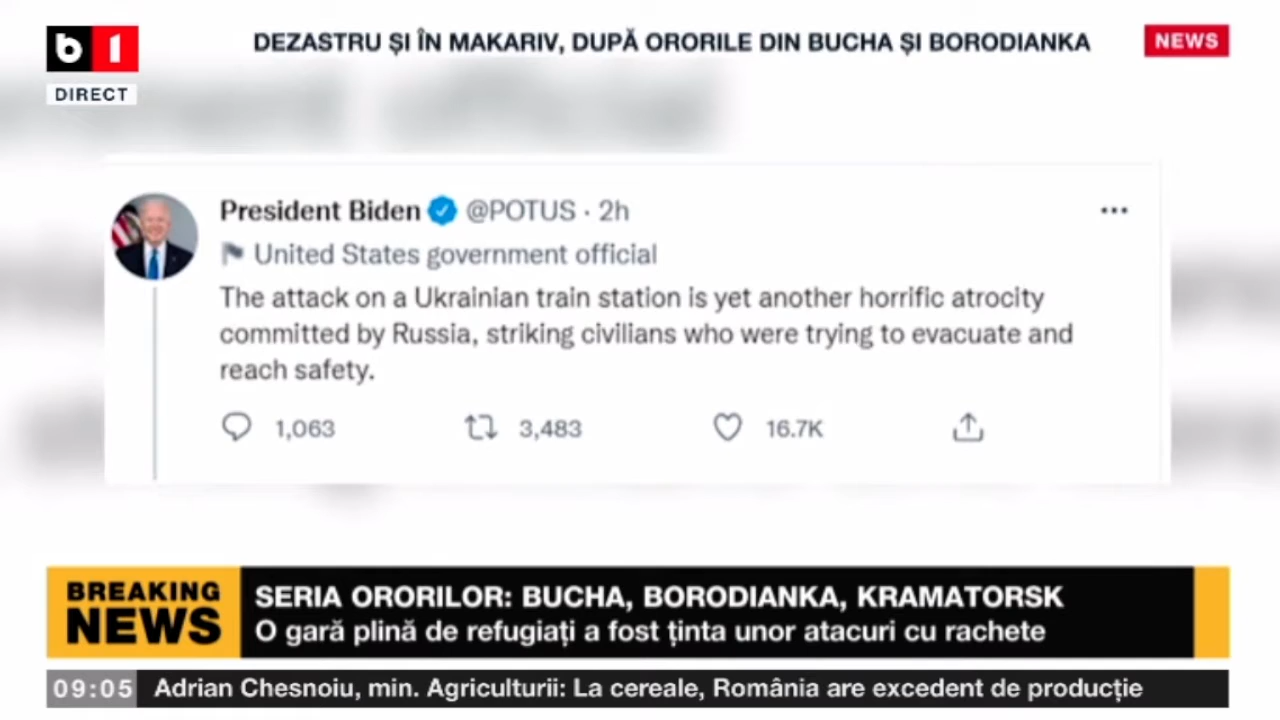 b1
DEZASTRU ȘI ÎN MAKARIV, DUPĂ ORORILE DIN BUCHA ȘI BORODIANKA
NEWS
DIRECT
President Biden @POTUS · 2h
United States government official
The attack on a Ukrainian train station is yet another horrific atrocity
committed by Russia, striking civilians who were trying to evacuate and
reach safety.
1,063 3,483 16.7K
BREAKING
NEWS
SERIA ORORILOR: BUCHA, BORODIANKA, KRAMATORSK
O gară plină de refugiați a fost ținta unor atacuri cu rachete
09:05 Adrian Chesnoiu, min. Agriculturii: La cereale, România are excedent de producție